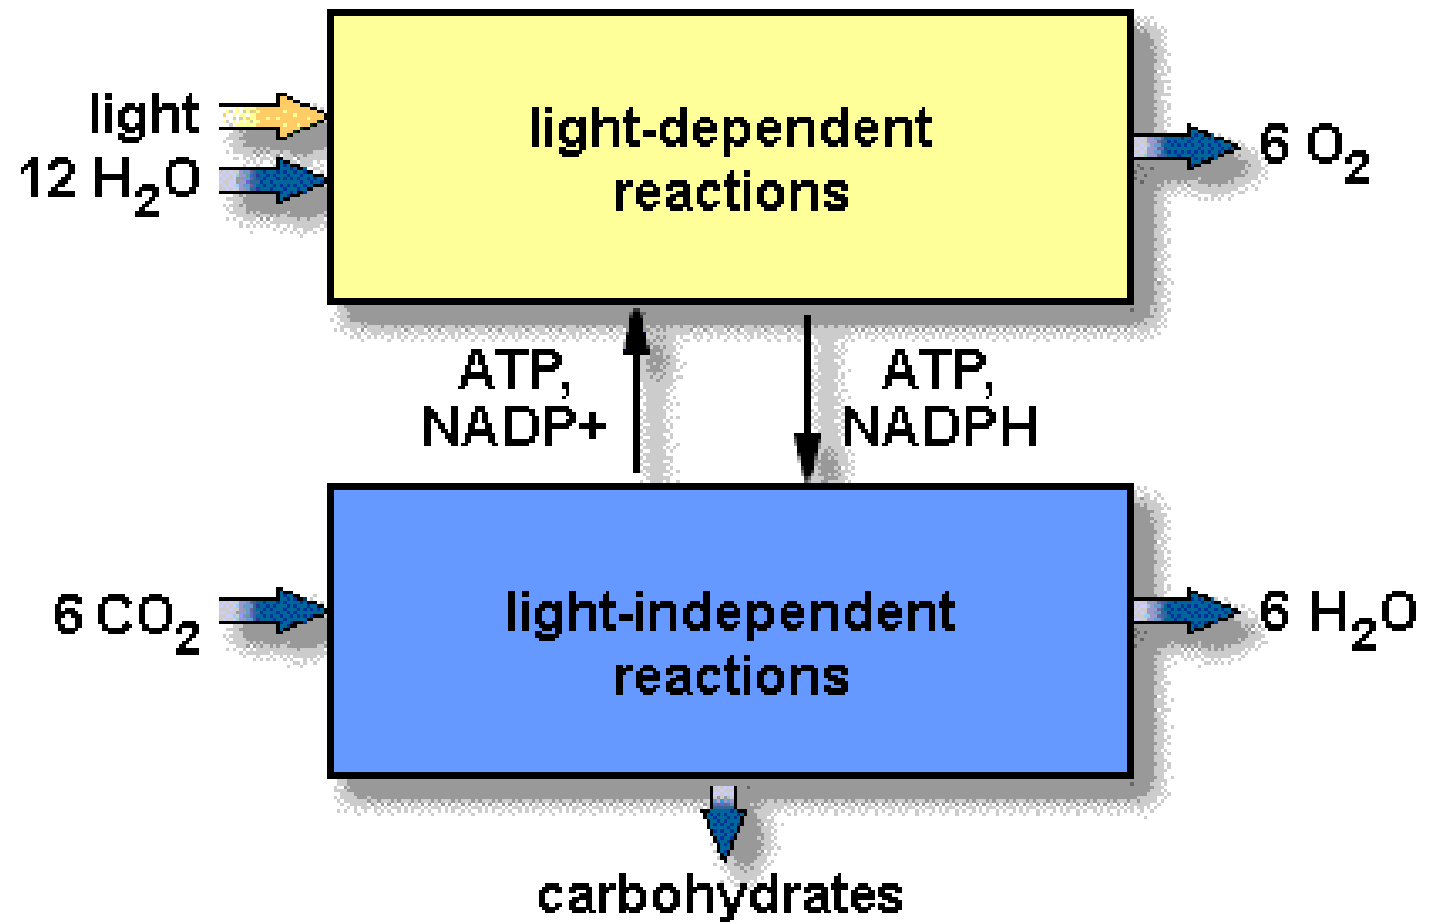 light
12 H₂O
light-dependent
reactions
6 O₂
ATP,
NADP+
ATP,
NADPH
6 CO₂
light-independent
reactions
6 H₂O
carbohydrates